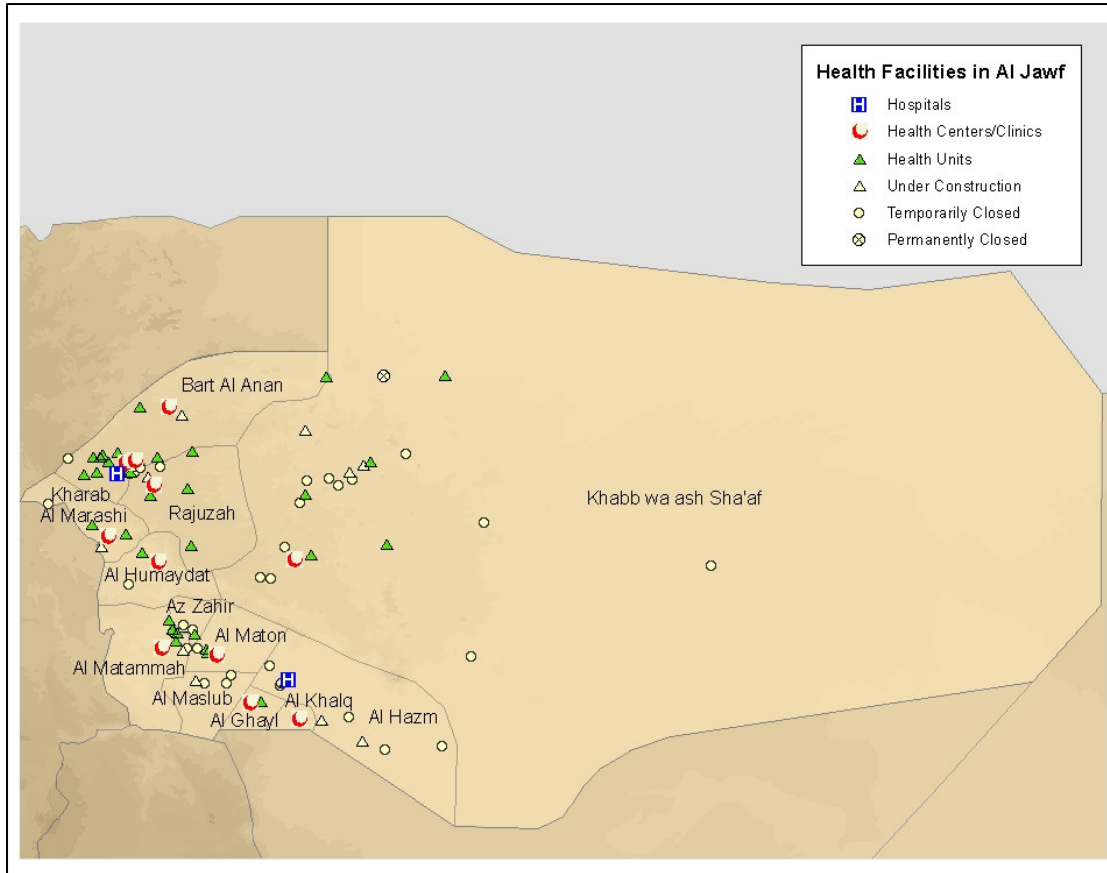 Health Facilities in Al Jawf
H Hospitals
Health Centers/Clinics
Health Units
Under Construction
Temporarily Closed
Permanently Closed
Bart Al Anan
H
Kharab
Al Marashi
Rajuzah
Khabb wa ash Sha'af
Al Humaydat
Az Zahir
Al Maton
Al Matammah
H
Al Maslub
Al Khalq
Al Ghayl
Al Hazm